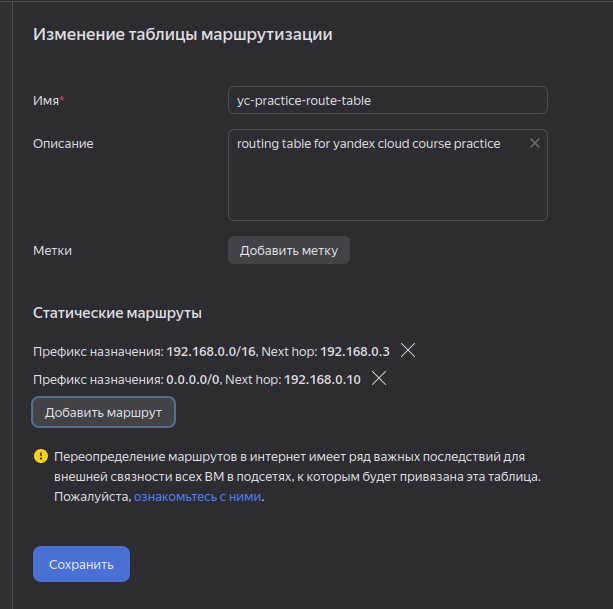 Изменение таблицы маршрутизации
Имя*
yc-practice-route-table
Описание
routing table for yandex cloud course practice
Метки
Добавить метку
Статические маршруты
Префикс назначения: 192.168.0.0/16, Next hop: 192.168.0.3
Префикс назначения: 0.0.0.0/0, Next hop: 192.168.0.10
Добавить маршрут
Переопределение маршрутов в интернет имеет ряд важных последствий для
внешней связности всех ВМ в подсетях, к которым будет привязана эта таблица.
Пожалуйста, ознакомьтесь с ними.
Сохранить